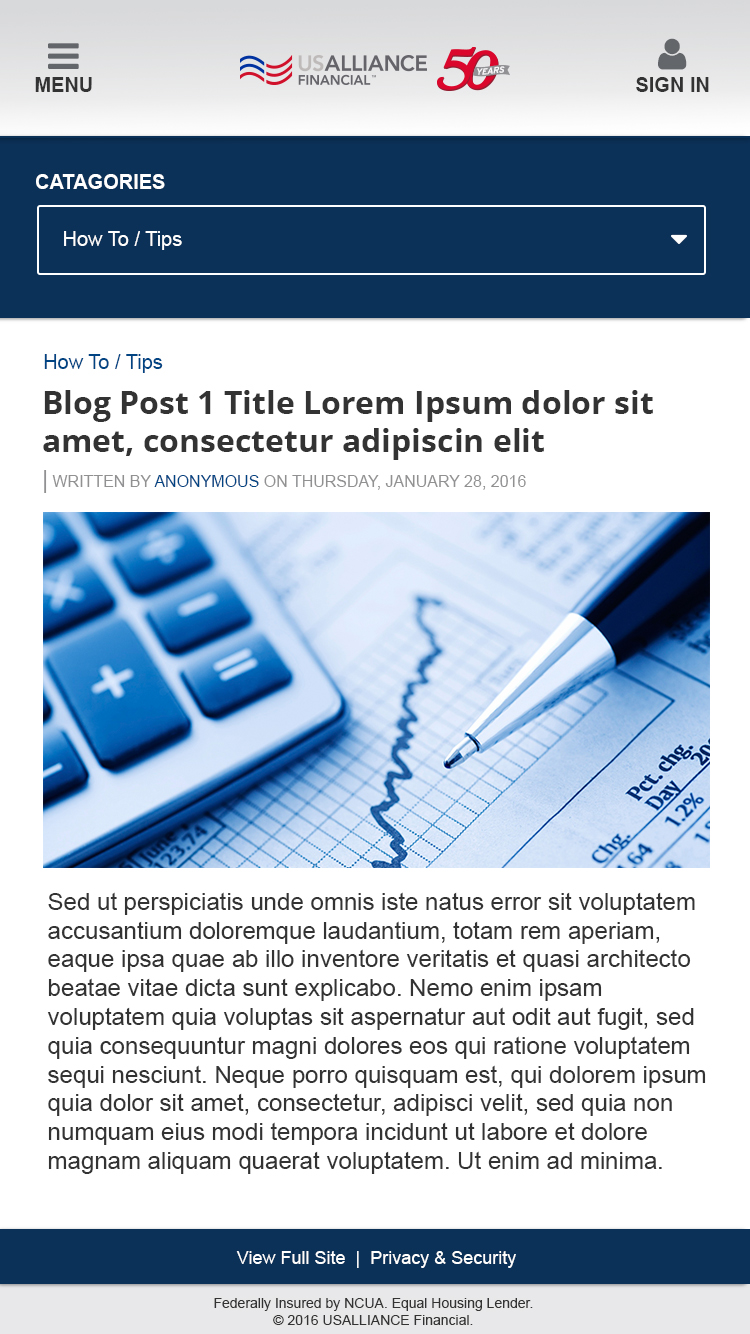 MENU
USALLIANCE
FINANCIAL™
50
YEARS
SIGN IN
CATAGORIES
How To / Tips
How To / Tips
Blog Post 1 Title Lorem Ipsum dolor sit
amet, consectetur adipiscin elit
WRITTEN BY ANONYMOUS ON THURSDAY, JANUARY 28, 2016
Pct. chg.
Day
1.2%
Chg.
.64
June
123.74
Sed ut perspiciatis unde omnis iste natus error sit voluptatem
accusantium doloremque laudantium, totam rem aperiam,
eaque ipsa quae ab illo inventore veritatis et quasi architecto
beatae vitae dicta sunt explicabo. Nemo enim ipsam
voluptatem quia voluptas sit aspernatur aut odit aut fugit, sed
quia consequuntur magni dolores eos qui ratione voluptatem
sequi nesciunt. Neque porro quisquam est, qui dolorem ipsum
quia dolor sit amet, consectetur, adipisci velit, sed quia non
numquam eius modi tempora incidunt ut labore et dolore
magnam aliquam quaerat voluptatem. Ut enim ad minima.
View Full Site | Privacy & Security
Federally Insured by NCUA. Equal Housing Lender.
© 2016 USALLIANCE Financial.